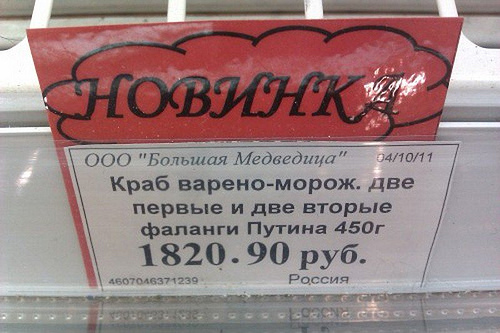 НОВИНКА
ООО "Большая Медведица" 04/10/11
Краб варено-морож. две
первые и две вторые
фаланги Путина 450г
1820.90 руб.
4607046371239 Россия